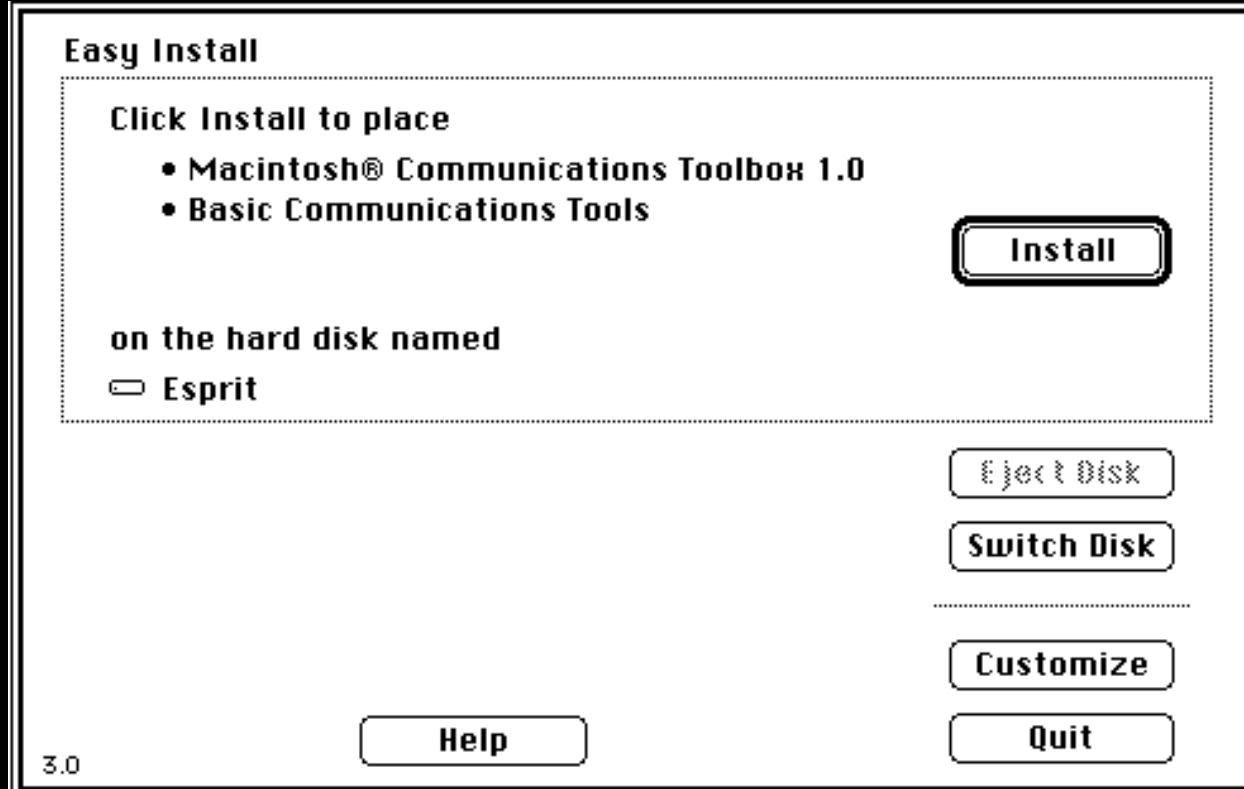 Easy Install
Click Install to place
• Macintosh® Communications Toolbox 1.0
• Basic Communications Tools
Install
on the hard disk named
Esprit
Eject Disk
Switch Disk
Customize
Help
Quit
3.0